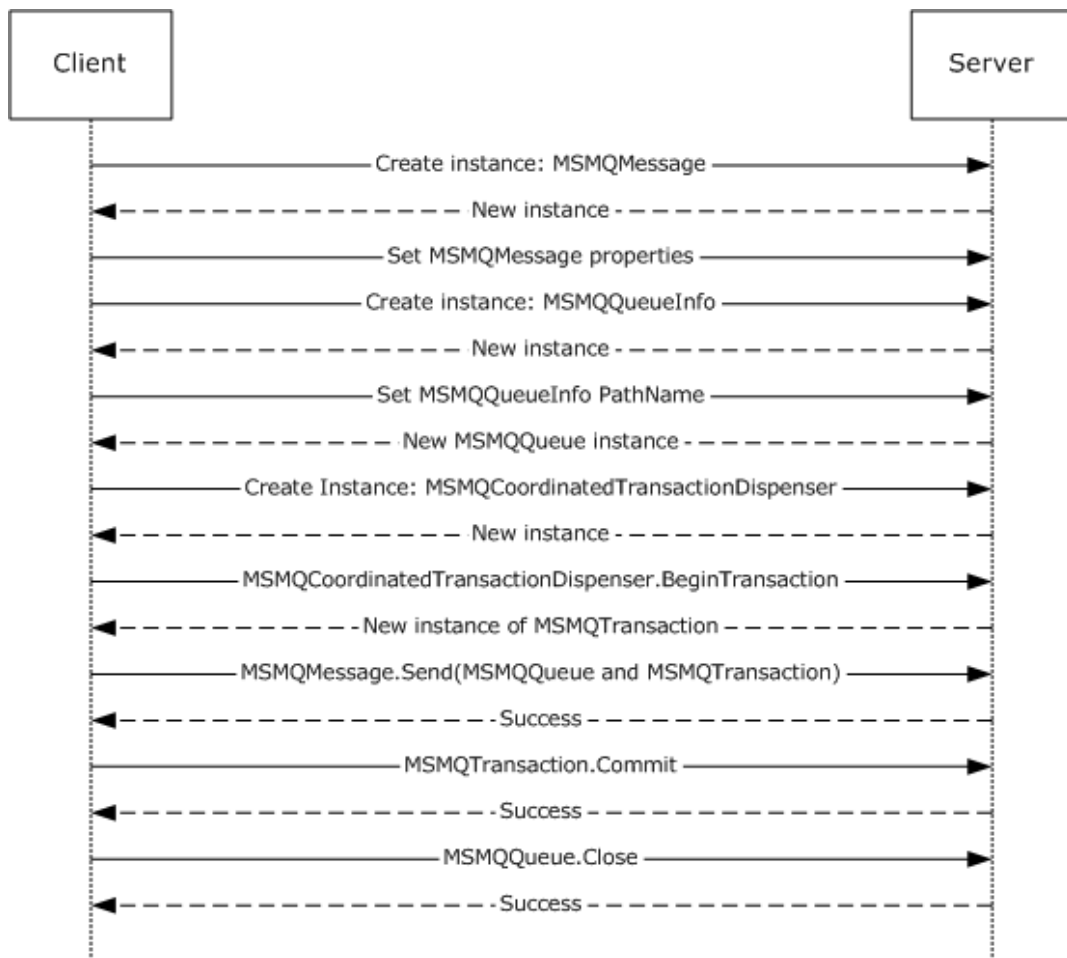 Client
Server
Create instance: MSMQMessage
New instance
Set MSMQMessage properties
Create instance: MSMQQueueInfo
New instance
Set MSMQQueueInfo PathName
New MSMQQueue instance
Create Instance: MSMQCoordinatedTransactionDispenser
New instance
MSMQCoordinatedTransactionDispenser.BeginTransaction
New instance of MSMQTransaction
MSMQMessage.Send(MSMQQueue and MSMQTransaction)
Success
MSMQTransaction.Commit
Success
MSMQQueue.Close
Success